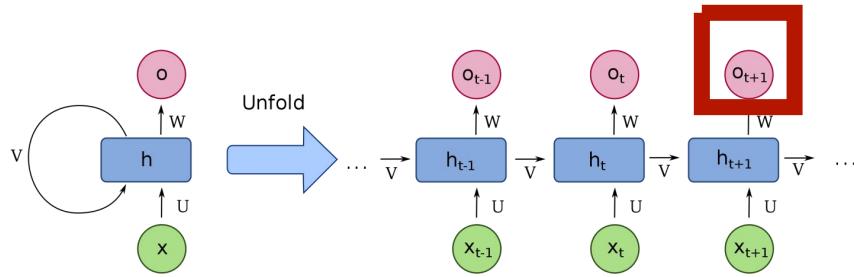 o o_{t-1} o_t o_{t+1}
Unfold
W W W W
V h ... V h_{t-1} V h_t V h_{t+1} V ...
U U U U
x x_{t-1} x_t x_{t+1}